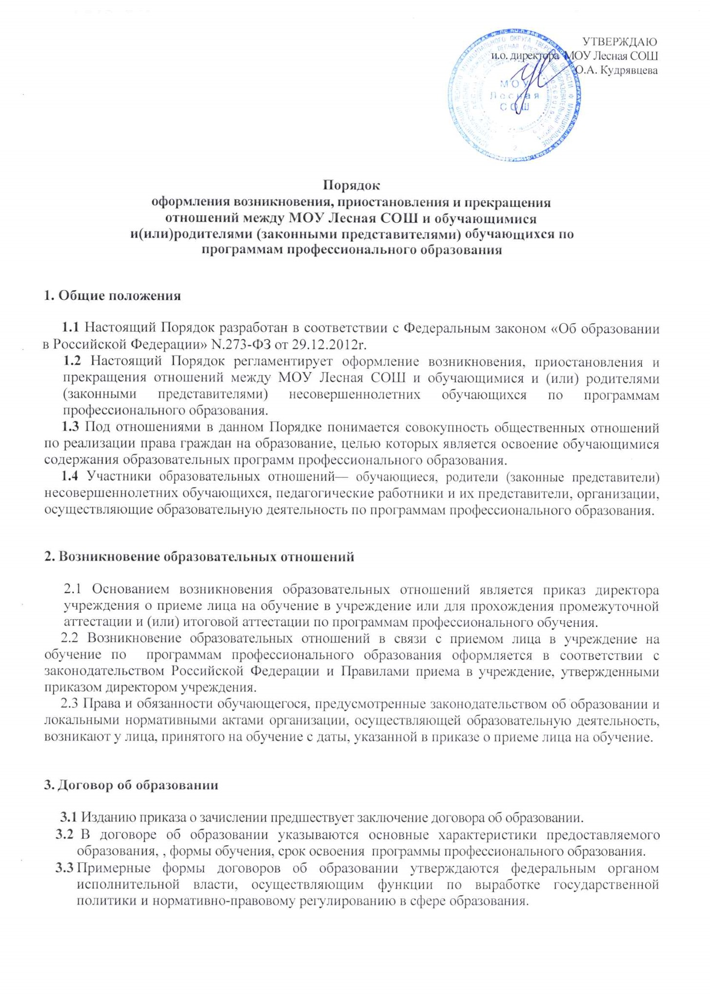 УТВЕРЖДАЮ
и.о. директора МОУ Лесная СОШ
О.А. Кудрявцева
МОУ
Лесная
СОШ
Порядок
оформления возникновения, приостановления и прекращения
отношений между МОУ Лесная СОШ и обучающимися
и(или)родителями (законными представителями) обучающихся по
программам профессионального образования
1. Общие положения
1.1 Настоящий Порядок разработан в соответствии с Федеральным законом «Об образовании
в Российской Федерации» N.273-ФЗ от 29.12.2012г.
1.2 Настоящий Порядок регламентирует оформление возникновения, приостановления и
прекращения отношений между МОУ Лесная СОШ и обучающимися и (или) родителями
(законными представителями) несовершеннолетних обучающихся по программам
профессионального образования.
1.3 Под отношениями в данном Порядке понимается совокупность общественных отношений
по реализации права граждан на образование, целью которых является освоение обучающимися
содержания образовательных программ профессионального образования.
1.4 Участники образовательных отношений— обучающиеся, родители (законные представители)
несовершеннолетних обучающихся, педагогические работники и их представители, организации,
осуществляющие образовательную деятельность по программам профессионального образования.
2. Возникновение образовательных отношений
2.1 Основанием возникновения образовательных отношений является приказ директора
учреждения о приеме лица на обучение в учреждение или для прохождения промежуточной
аттестации и (или) итоговой аттестации по программам профессионального обучения.
2.2 Возникновение образовательных отношений в связи с приемом лица в учреждение на
обучение по программам профессионального образования оформляется в соответствии с
законодательством Российской Федерации и Правилами приема в учреждение, утвержденными
приказом директором учреждения.
2.3 Права и обязанности обучающегося, предусмотренные законодательством об образовании и
локальными нормативными актами организации, осуществляющей образовательную деятельность,
возникают у лица, принятого на обучение с даты, указанной в приказе о приеме лица на обучение.
3. Договор об образовании
3.1 Изданию приказа о зачислении предшествует заключение договора об образовании.
3.2 В договоре об образовании указываются основные характеристики предоставляемого
образования, , формы обучения, срок освоения программы профессионального образования.
3.3 Примерные формы договоров об образовании утверждаются федеральным органом
исполнительной власти, осуществляющим функции по выработке государственной
политики и нормативно-правовому регулированию в сфере образования.